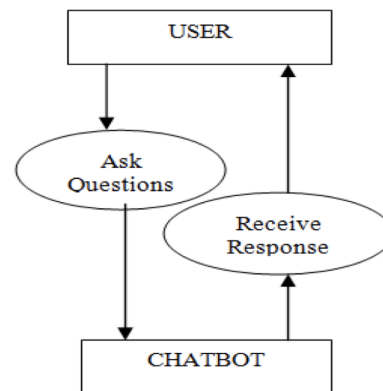 USER
Ask
Questions
Receive
Response
CHATBOT